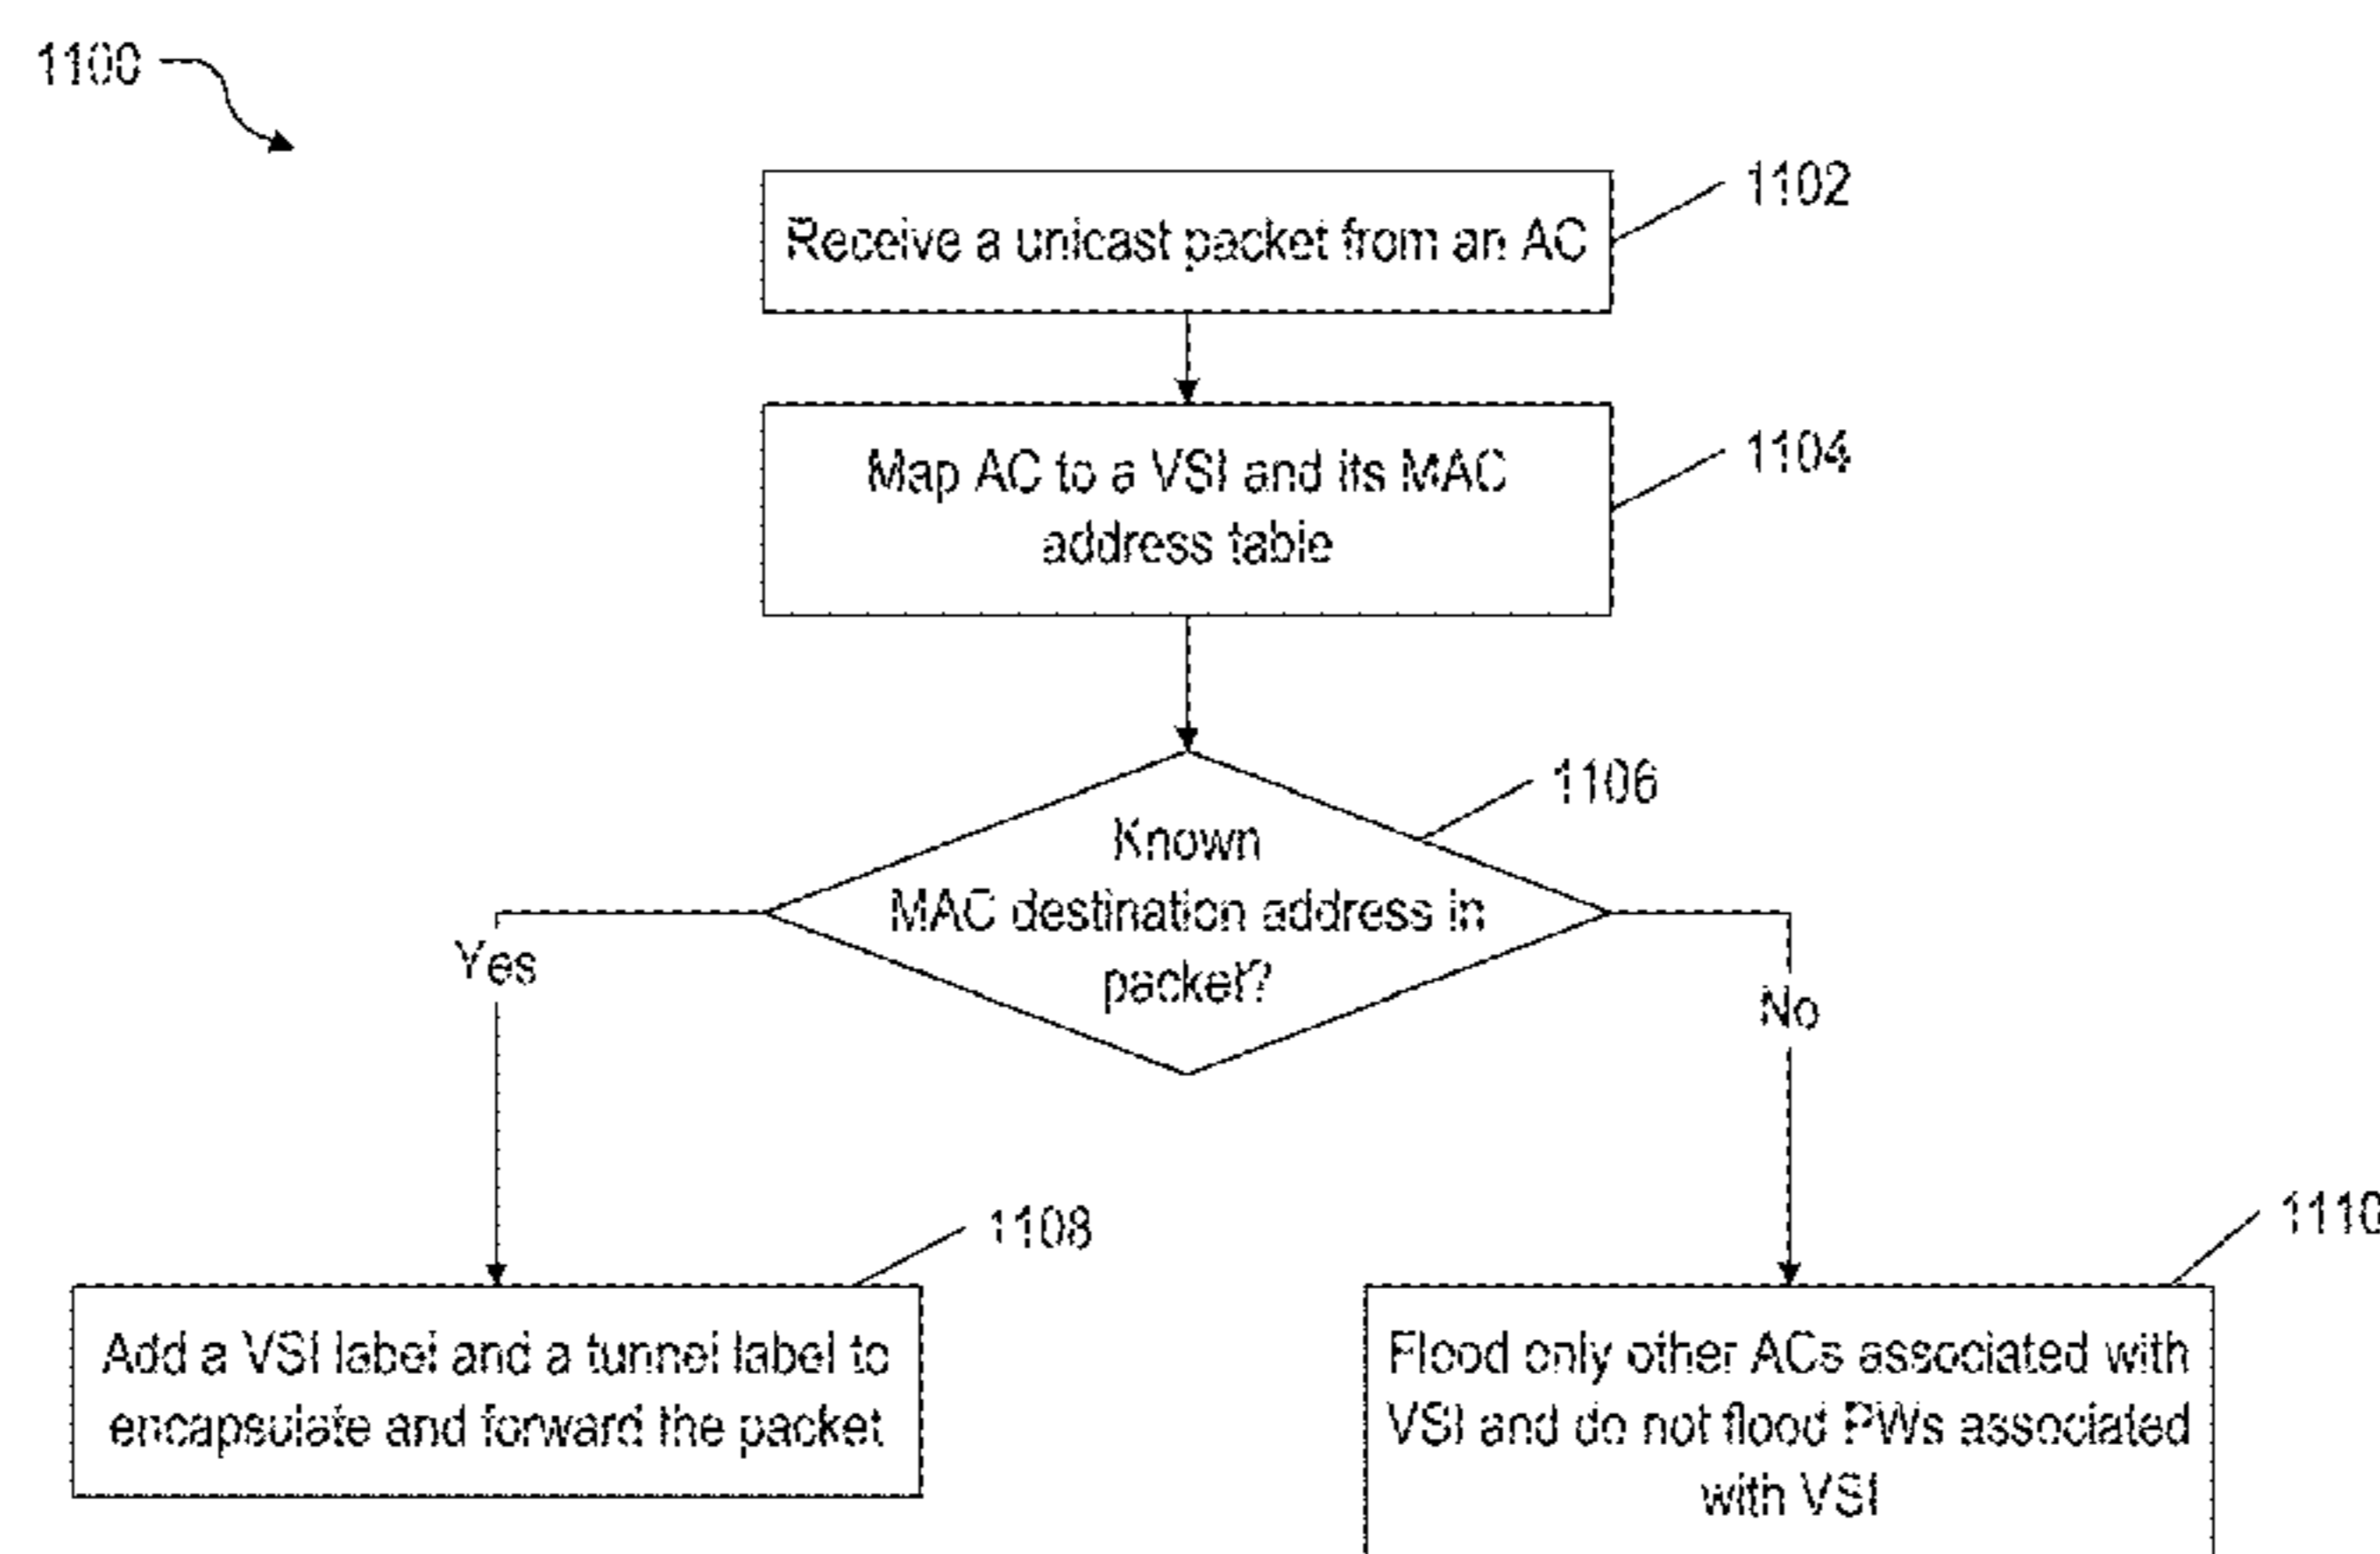 1100
Receive a unicast packet from an AC
1102
Map AC to a VSI and its MAC
address table
1104
1106
Known
MAC destination address in
packet?
Yes
No
1108
Add a VSI label and a tunnel label to
encapsulate and forward the packet
1110
Flood only other ACs associated with
VSI and do not flood PWs associated
with VSI